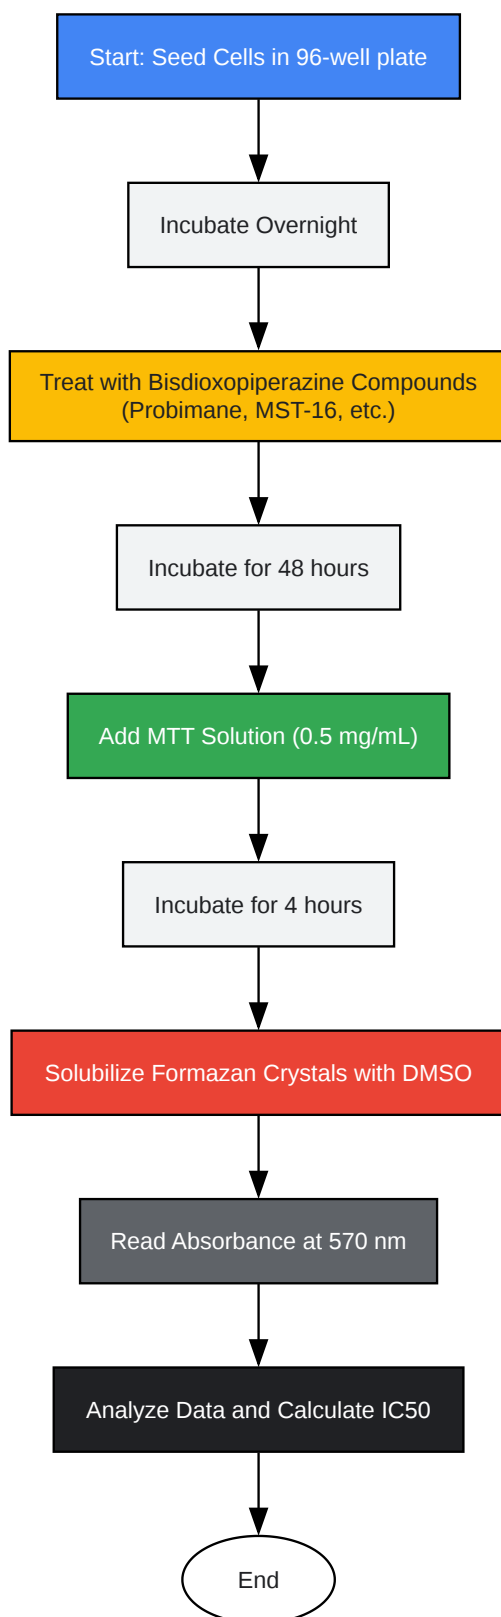 Start: Seed Cells in 96-well plate
Incubate Overnight
Treat with Bisdioxopiperazine Compounds
(Probimane, MST-16, etc.)
Incubate for 48 hours
Add MTT Solution (0.5 mg/mL)
Incubate for 4 hours
Solubilize Formazan Crystals with DMSO
Read Absorbance at 570 nm
Analyze Data and Calculate IC50
End